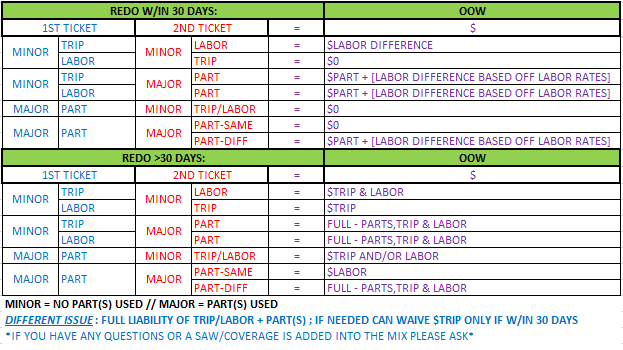 REDO W/IN 30 DAYS: OOW
1ST TICKET 2ND TICKET = $
MINOR TRIP MINOR LABOR = $LABOR DIFFERENCE
LABOR TRIP = $0
MINOR TRIP MAJOR PART = $PART + [LABOR DIFFERENCE BASED OFF LABOR RATES]
LABOR PART = $PART + [LABOR DIFFERENCE BASED OFF LABOR RATES]
MAJOR PART MINOR TRIP/LABOR = $0
MAJOR PART MAJOR PART-SAME = $0
PART-DIFF = $PART + [LABOR DIFFERENCE BASED OFF LABOR RATES]
REDO >30 DAYS: OOW
1ST TICKET 2ND TICKET = $
MINOR TRIP MINOR LABOR = $TRIP & LABOR
LABOR TRIP = $TRIP
MINOR TRIP MAJOR PART = FULL - PARTS,TRIP & LABOR
LABOR PART = FULL - PARTS,TRIP & LABOR
MAJOR PART MINOR TRIP/LABOR = $TRIP AND/OR LABOR
MAJOR PART MAJOR PART-SAME = $LABOR
PART-DIFF = FULL - PARTS,TRIP & LABOR
MINOR = NO PART(S) USED // MAJOR = PART(S) USED
DIFFERENT ISSUE : FULL LIABILITY OF TRIP/LABOR + PART(S) ; IF NEEDED CAN WAIVE $TRIP ONLY IF W/IN 30 DAYS
*IF YOU HAVE ANY QUESTIONS OR A SAW/COVERAGE IS ADDED INTO THE MIX PLEASE ASK*